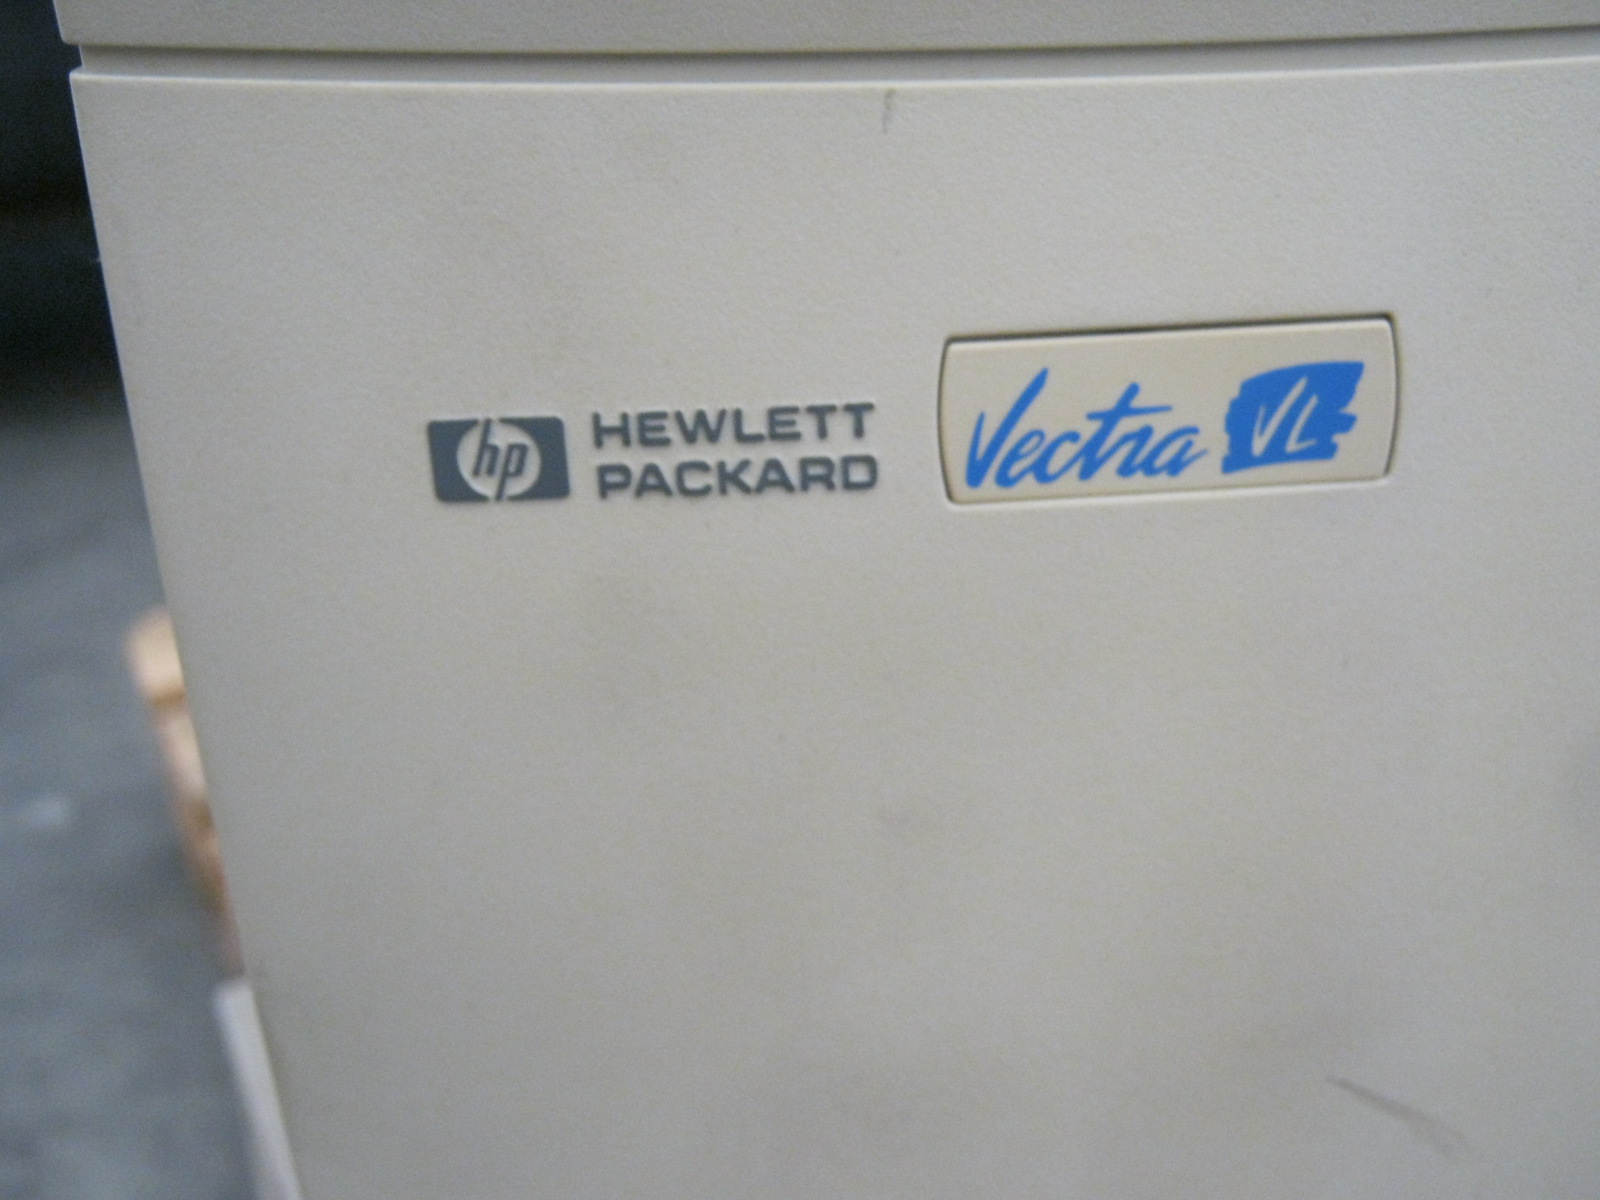 hp HEWLETT
PACKARD
Vectra VL